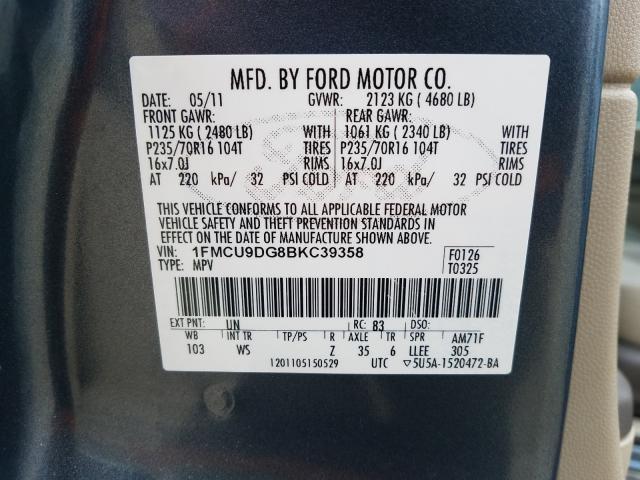 MFD. BY FORD MOTOR CO.
DATE: 05/11 GVWR: 2123 KG ( 4680 LB)
FRONT GAWR: REAR GAWR:
1125 KG ( 2480 LB) WITH 1061 KG ( 2340 LB) WITH
P235/70R16 104T TIRES P235/70R16 104T TIRES
16x7.0J RIMS 16x7.0J RIMS
AT 220 kPa/ 32 PSI COLD AT 220 kPa/ 32 PSI COLD
THIS VEHICLE CONFORMS TO ALL APPLICABLE FEDERAL MOTOR
VEHICLE SAFETY AND THEFT PREVENTION STANDARDS IN
EFFECT ON THE DATE OF MANUFACTURE SHOWN ABOVE.
VIN: 1FMCU9DG8BKC39358 F0126
TYPE: MPV T0325
EXT PNT: UN RC: 83 DSO:
WB INT TR TP/PS R AXLE TR SPR AM71F
103 WS Z 35 6 LLEE 305
1201105150529 UTC ▽5U5A-1520472-BA